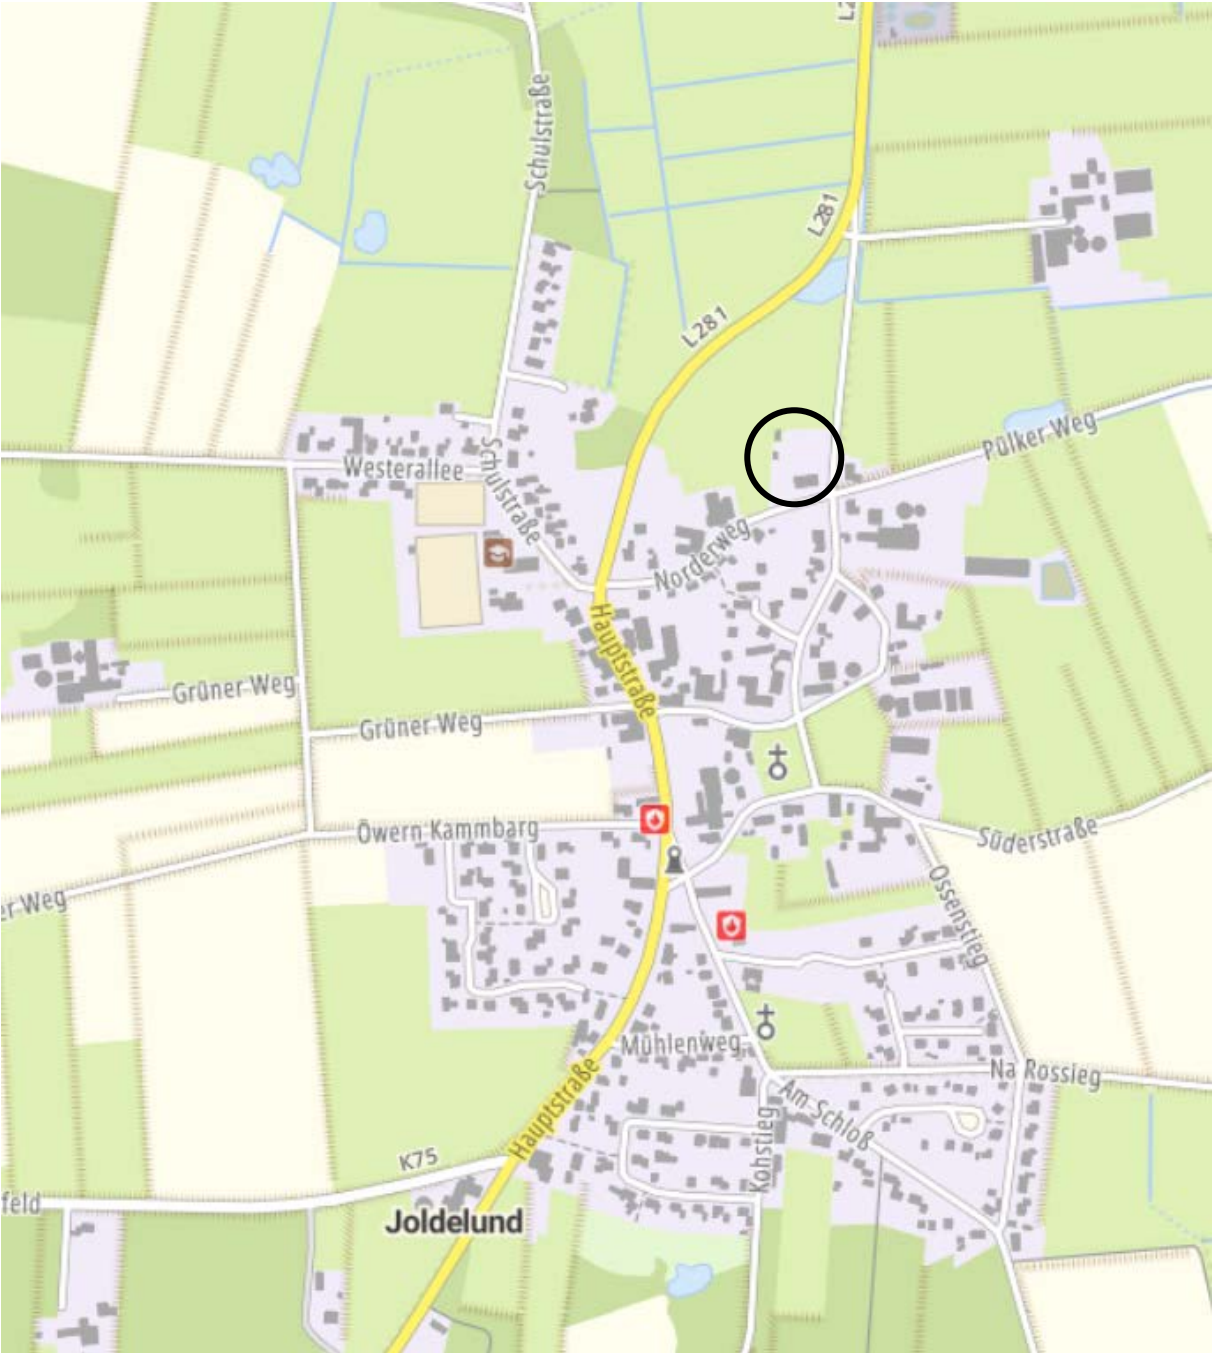 L2
Schulstraße
L281
L281
Pülker Weg
Westerallee
Schulstraße
Norderweg
Hauptstraße
Grüner Weg
Grüner Weg
Öwern Kammbarg
Süderstraße
er Weg
Ossenstieg
Mühlenweg
Na Rossieg
Hauptstraße
Am Schloß
Kohstieg
K75
feld
Joldelund